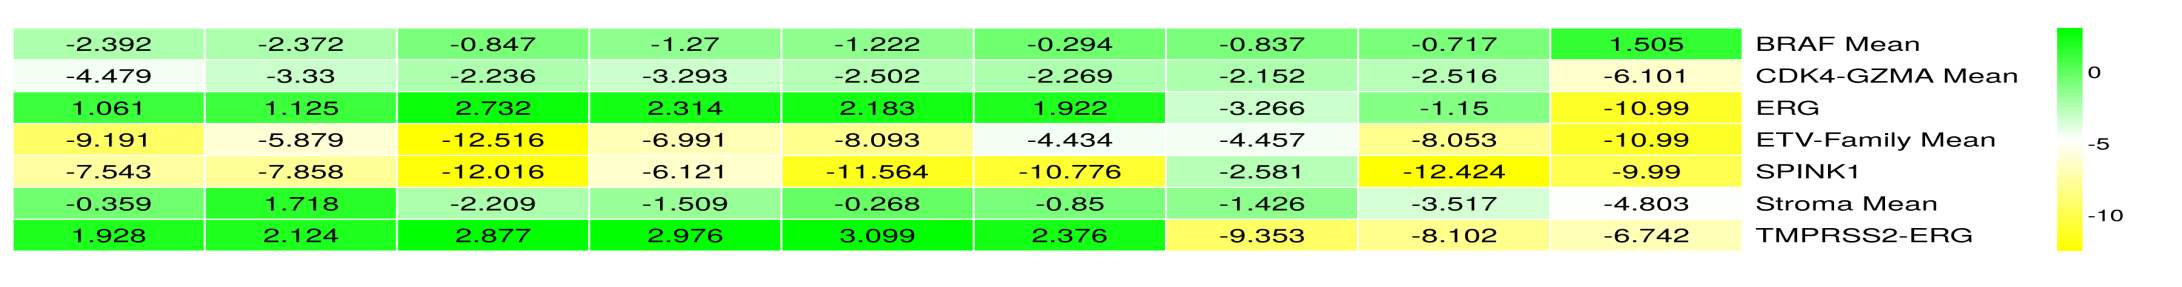 -2.392 -2.372 -0.847 -1.27 -1.222 -0.294 -0.837 -0.717 1.505 BRAF Mean
-4.479 -3.33 -2.236 -3.293 -2.502 -2.269 -2.152 -2.516 -6.101 CDK4-GZMA Mean
0
1.061 1.125 2.732 2.314 2.183 1.922 -3.266 -1.15 -10.99 ERG
-9.191 -5.879 -12.516 -6.991 -8.093 -4.434 -4.457 -8.053 -10.99 ETV-Family Mean
-5
-7.543 -7.858 -12.016 -6.121 -11.564 -10.776 -2.581 -12.424 -9.99 SPINK1
-0.359 1.718 -2.209 -1.509 -0.268 -0.85 -1.426 -3.517 -4.803 Stroma Mean
-10
1.928 2.124 2.877 2.976 3.099 2.376 -9.353 -8.102 -6.742 TMPRSS2-ERG